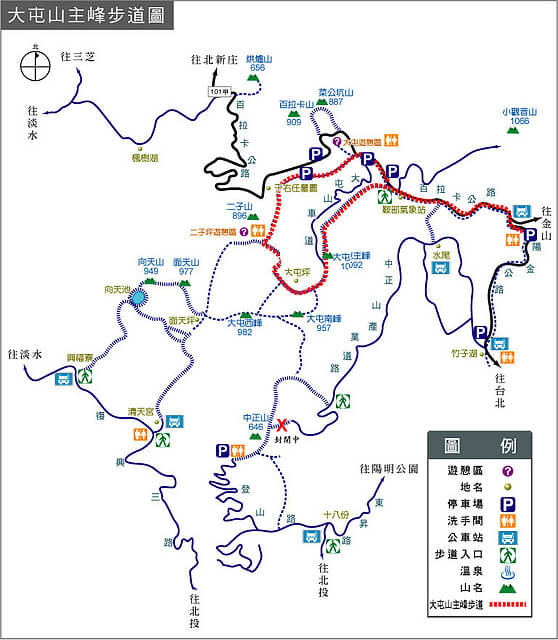 大屯山主峰步道圖
北
往三芝
往北新庄
烘爐山
656
101甲
菜公坑山
887
百拉卡山
909
小觀音山
1066
往淡水
楓樹湖
百拉卡公路
大屯遊憩區
二子山
896
二子坪遊憩區
大屯山車道
鞍部氣象站
百拉卡公路
往金山
陽金公路
向天山
949
面天山
977
向天池
面天坪
大屯坪
大屯主峰
1092
中正山產業道路
水尾
大屯西峰
982
大屯南峰
957
竹子湖
往台北
往淡水
興福寮
清天宮
復興三路
中正山
646
封閉中
登山路
往陽明公園
十八份
東昇路
往北投
往北投
圖例
遊憩區
地名
停車場
洗手間
公車站
步道入口
溫泉
山名
大屯山主峰步道